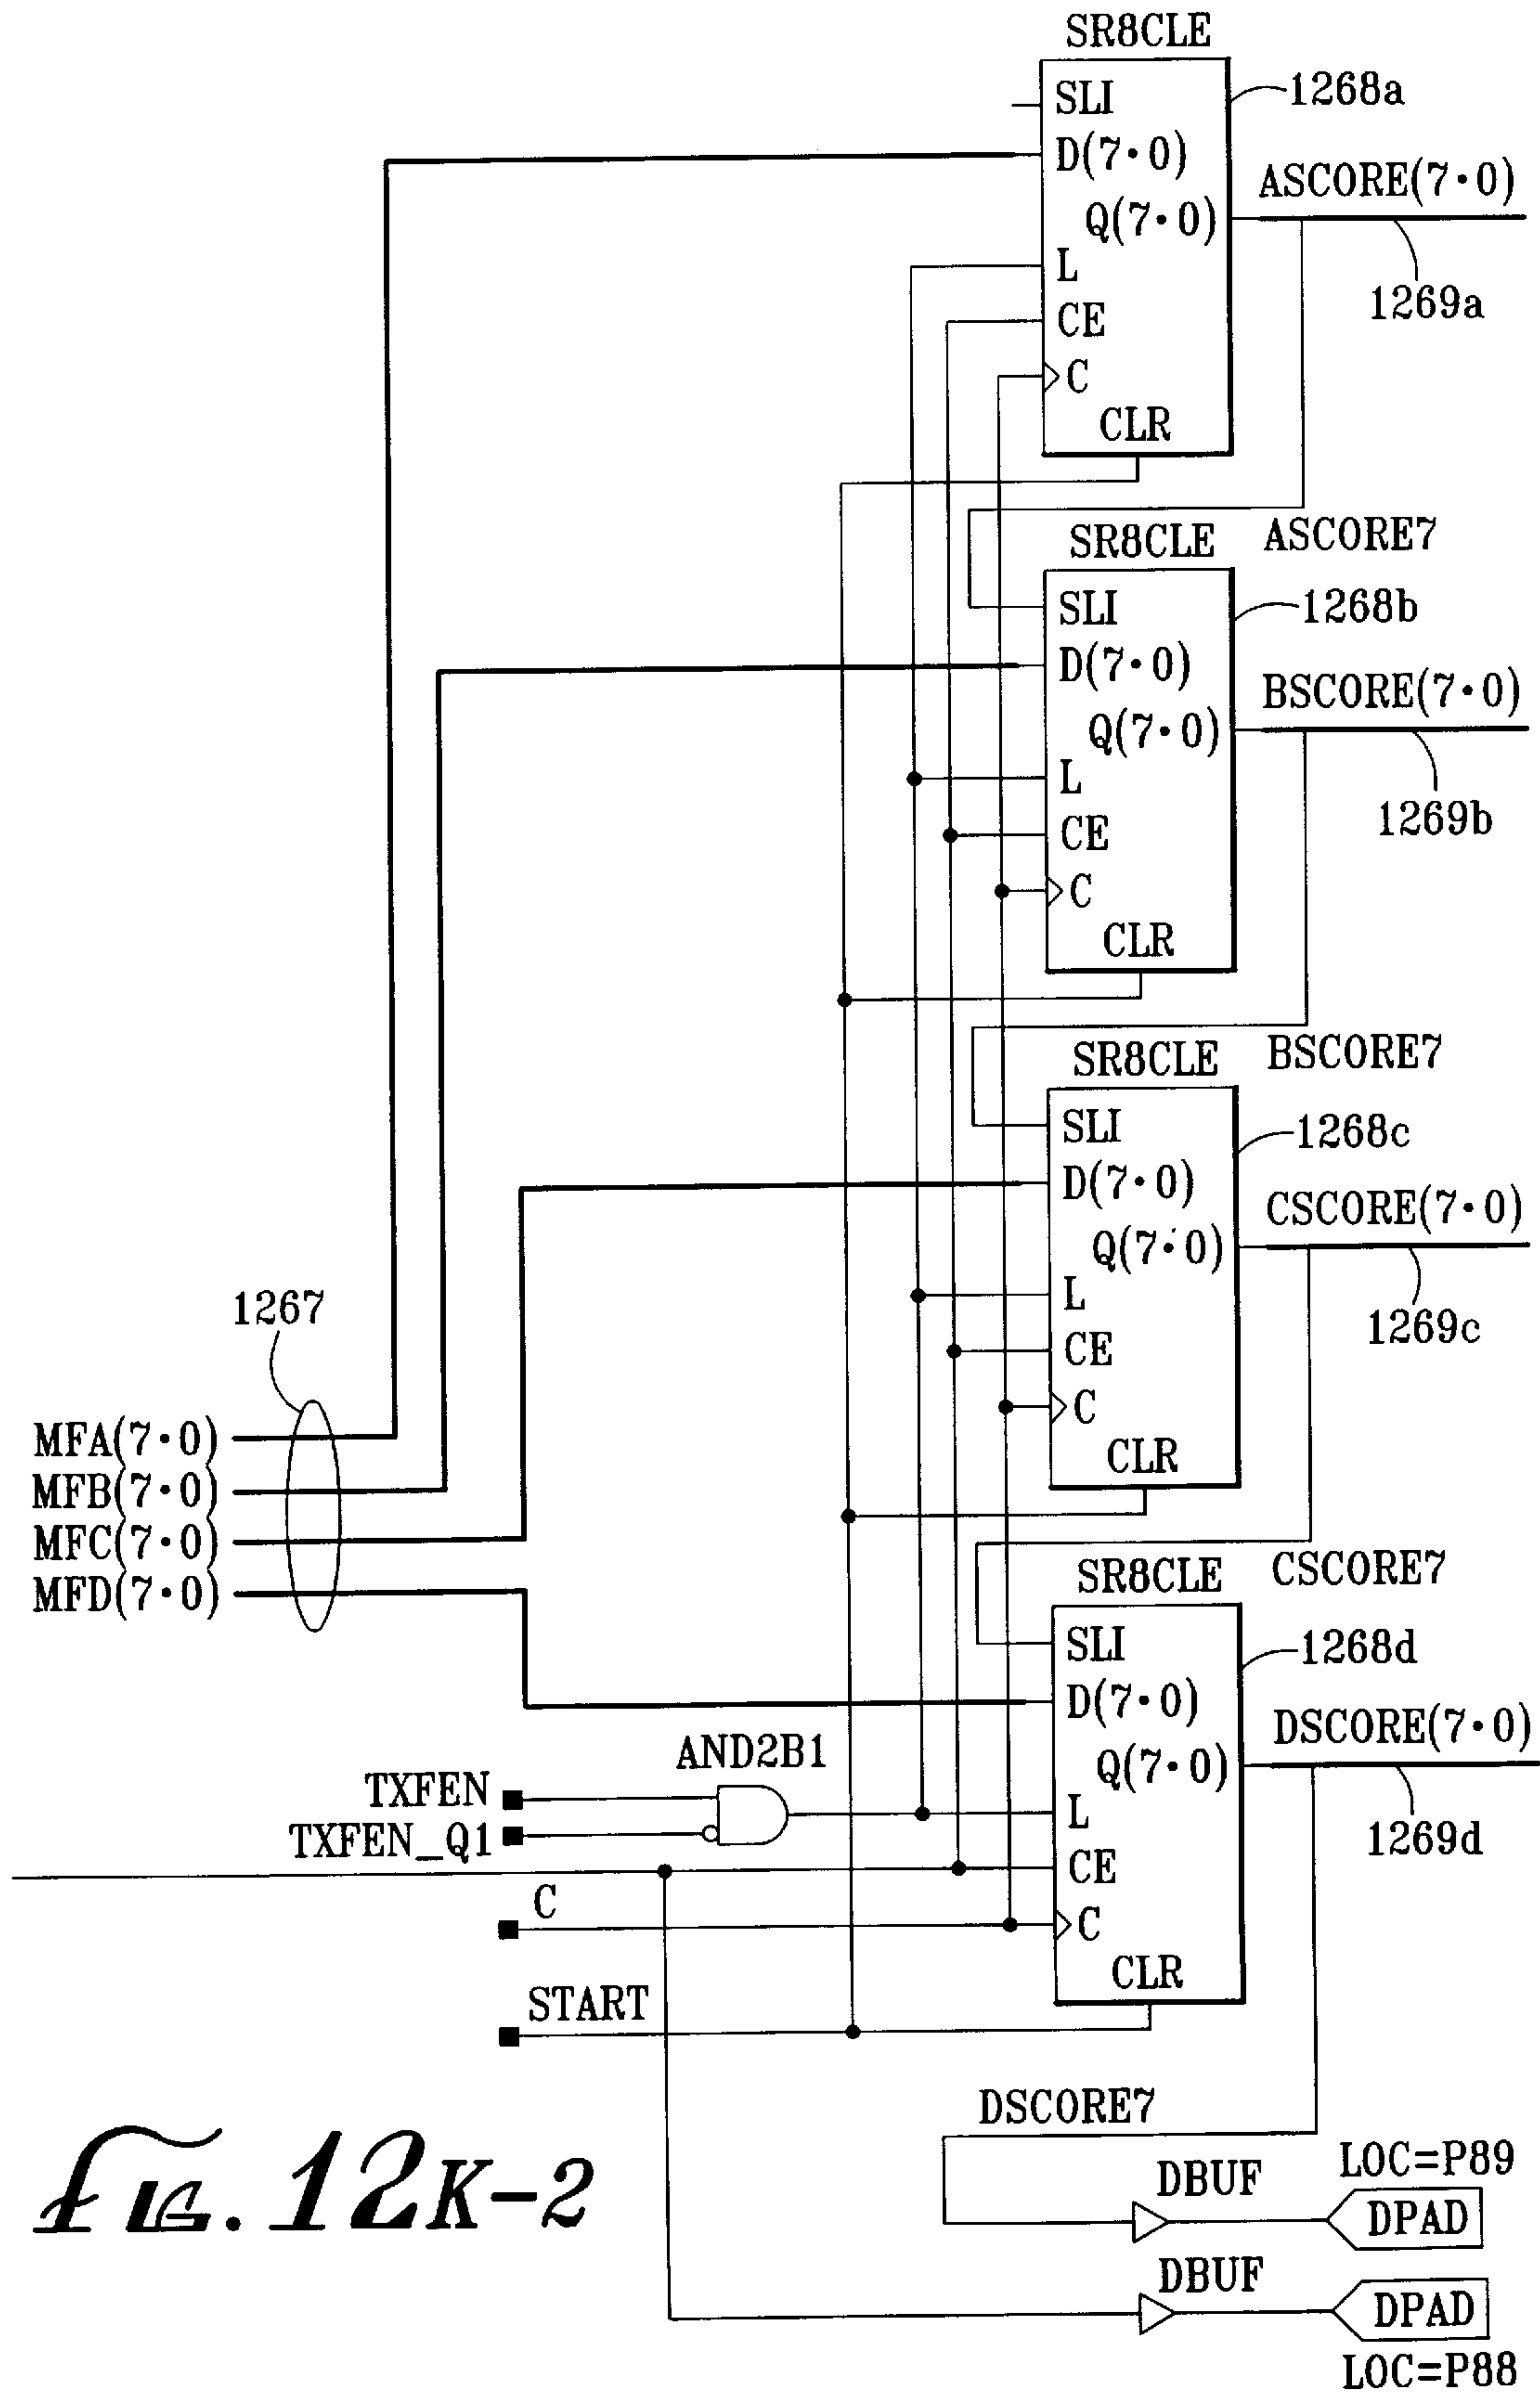 SR8CLE
1268a
SLI
D(7·0)
ASCORE(7·0)
Q(7·0)
L
1269a
CE
C
CLR
SR8CLE
ASCORE7
SLI
1268b
D(7·0)
BSCORE(7·0)
Q(7·0)
L
1269b
CE
C
CLR
SR8CLE
BSCORE7
SLI
1268c
D(7·0)
CSCORE(7·0)
Q(7·0)
L
1267
1269c
CE
C
MFA(7·0)
CLR
MFB(7·0)
MFC(7·0)
MFD(7·0)
SR8CLE
CSCORE7
SLI
1268d
D(7·0)
DSCORE(7·0)
AND2B1
Q(7·0)
TXFEN
L
TXFEN_Q1
1269d
CE
C
C
CLR
START
DSCORE7
FIG. 12K-2
LOC=P89
DBUF
DPAD
DBUF
DPAD
LOC=P88